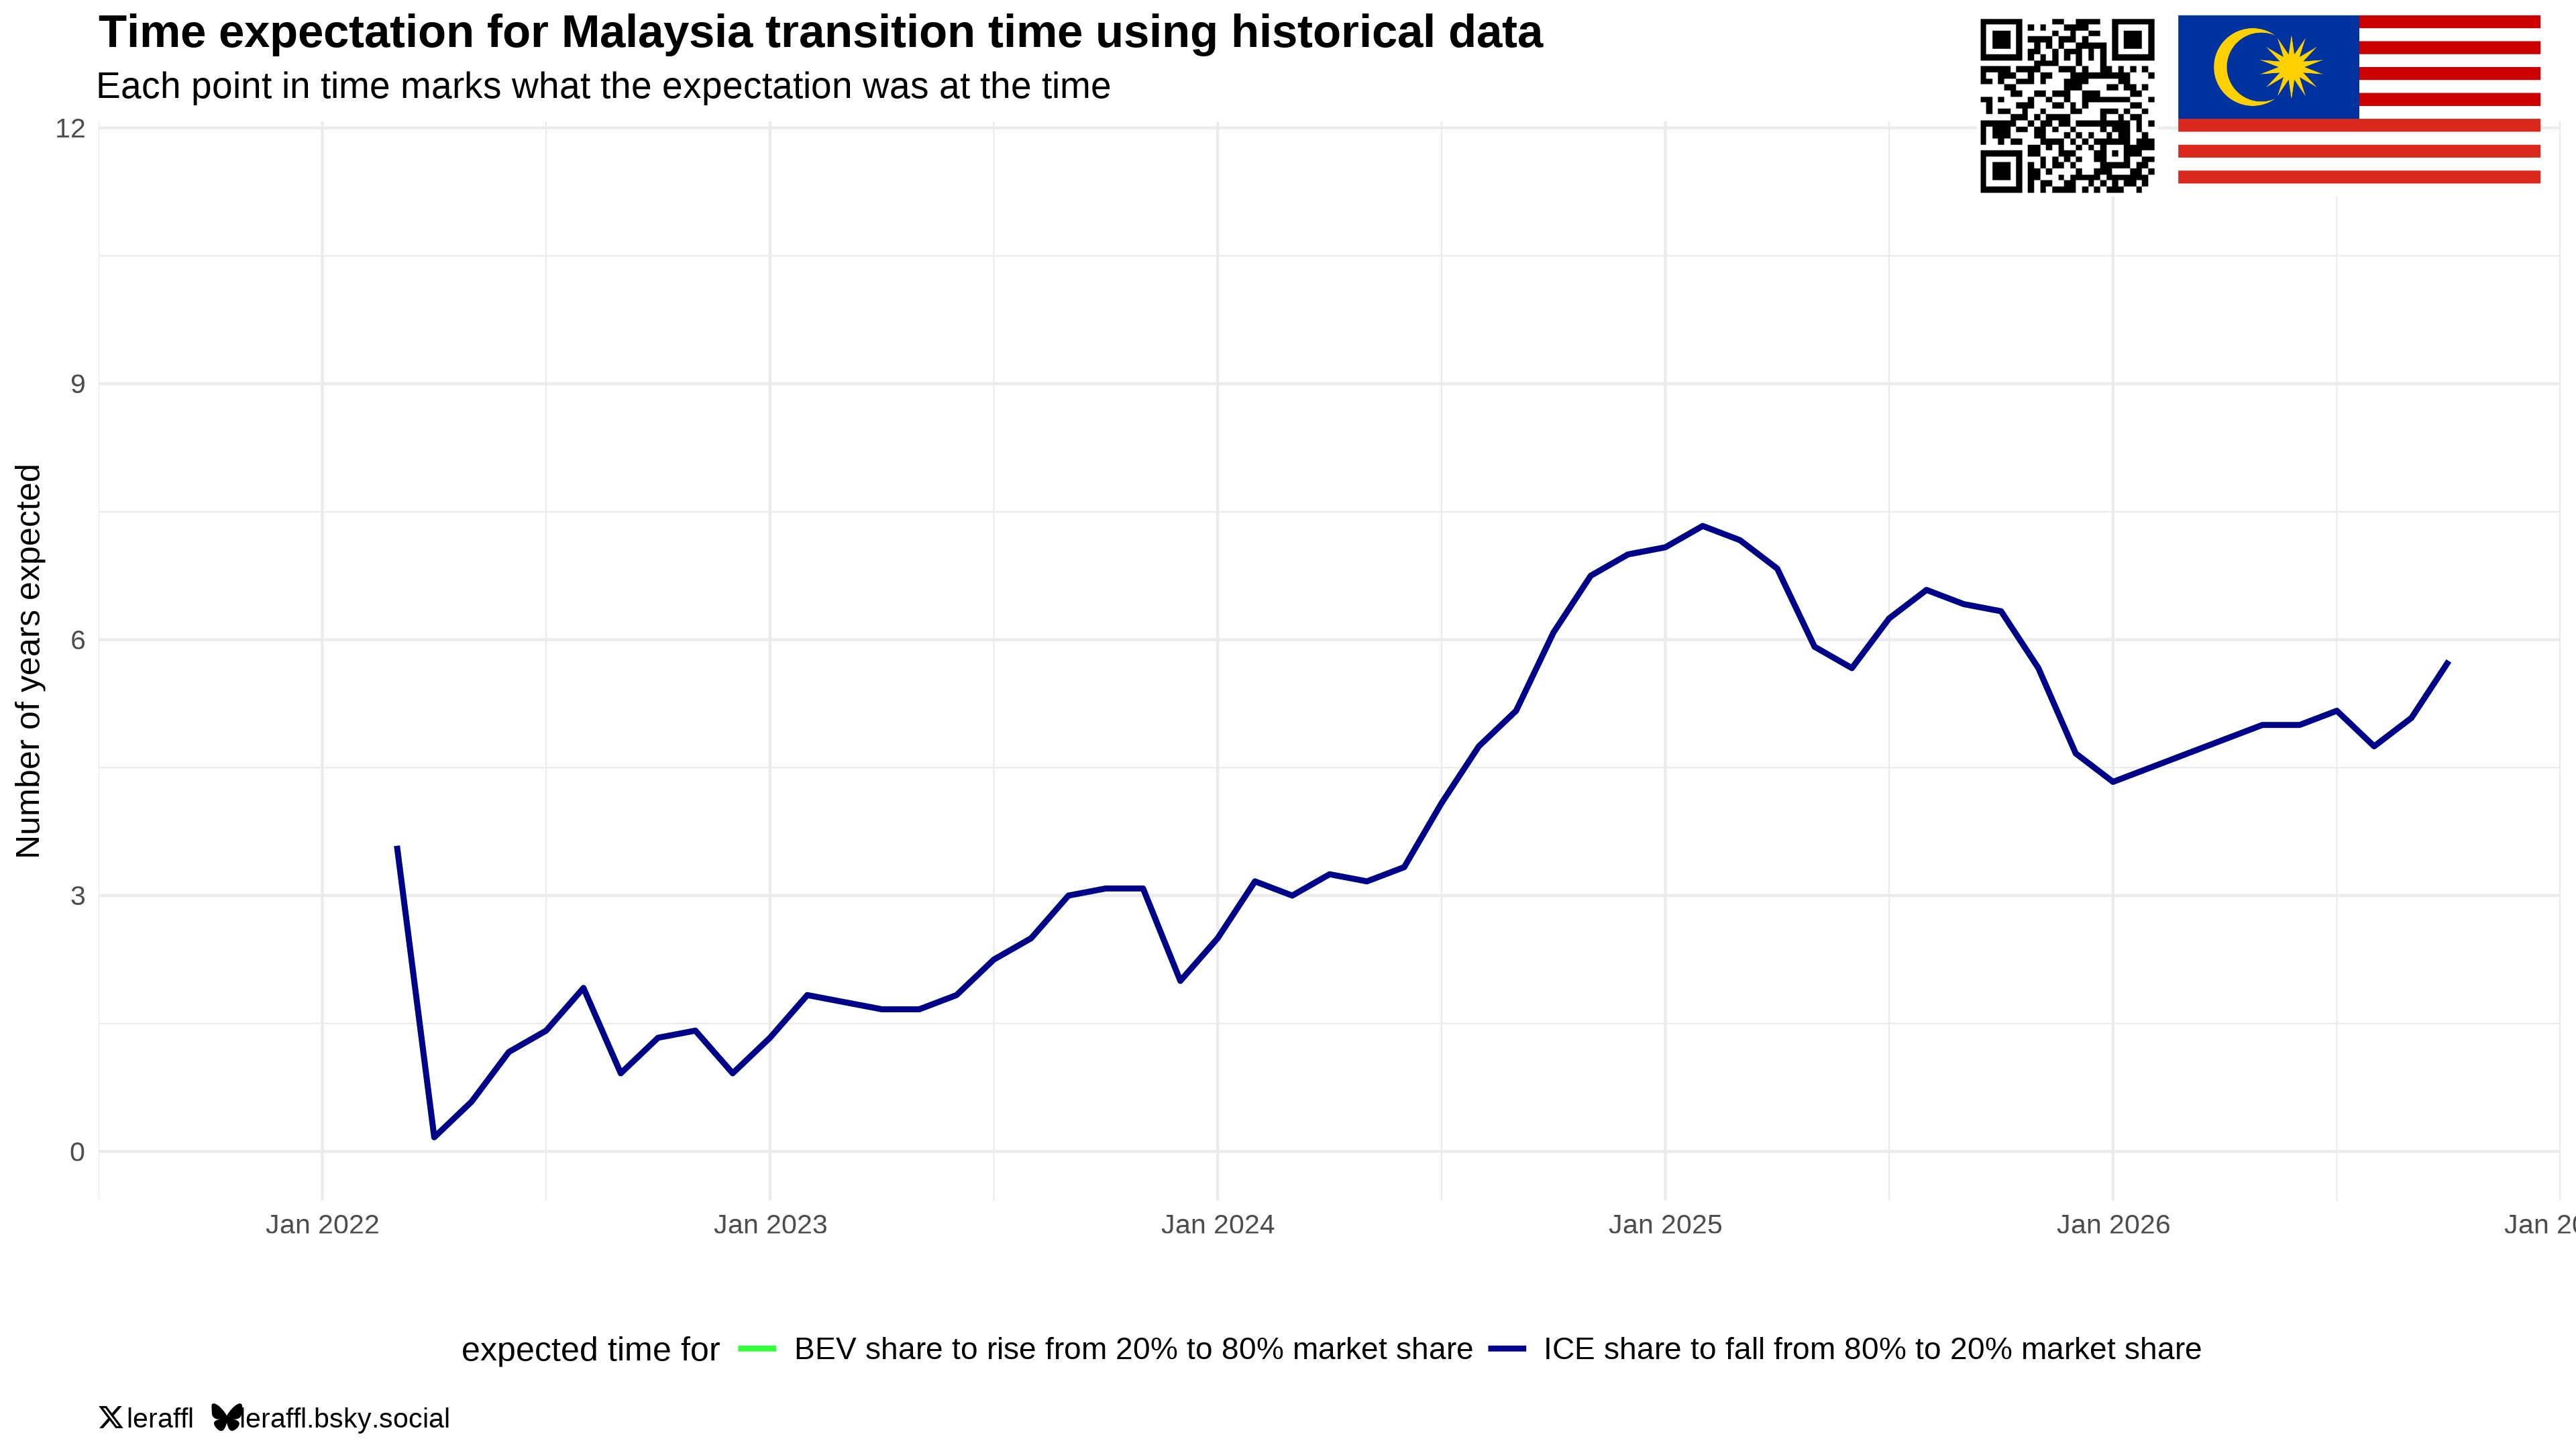 Time expectation for Malaysia transition time using historical data
Each point in time marks what the expectation was at the time
Number of years expected
12
9
6
3
0
Jan 2022
Jan 2023
Jan 2024
Jan 2025
Jan 2026
Jan 20
expected time for
BEV share to rise from 20% to 80% market share
ICE share to fall from 80% to 20% market share
leraffl
leraffl.bsky.social